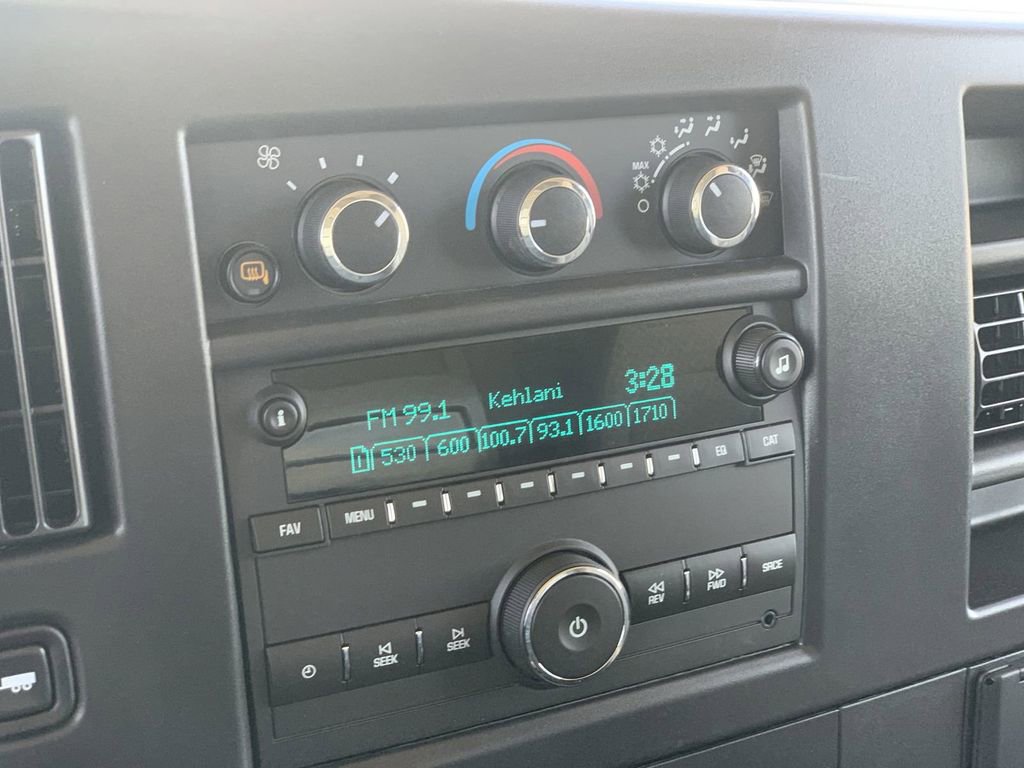 MAX
FM 99.1 Kehlani 3:28
530 600 100.7 93.1 1600 1710
FAV MENU EQ CAT
REV FWD SRCE
SEEK SEEK